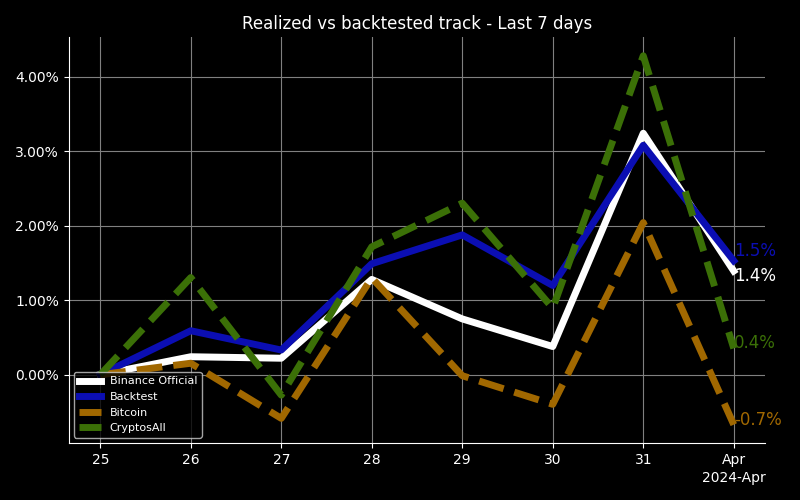 Realized vs backtested track - Last 7 days
4.00%
3.00%
2.00%
1.00%
0.00%
1.5%
1.4%
0.4%
-0.7%
Binance Official
Backtest
Bitcoin
CryptosAll
25 26 27 28 29 30 31 Apr
2024-Apr